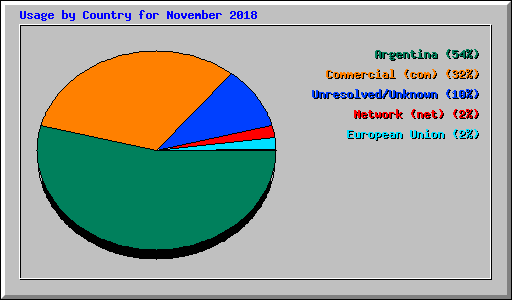 Usage by Country for November 2018
Argentina (54%)
Commercial (com) (32%)
Unresolved/Unknown (10%)
Network (net) (2%)
European Union (2%)